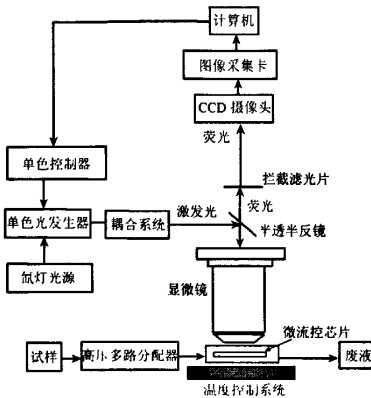 计算机
图像采集卡
CCD 摄像头
荧光
单色控制器
拦截滤光片
荧光
激发光
单色光发生器
耦合系统
半透半反镜
氙灯光源
显微镜
微流控芯片
试样
高压多路分配器
废液
温度控制系统